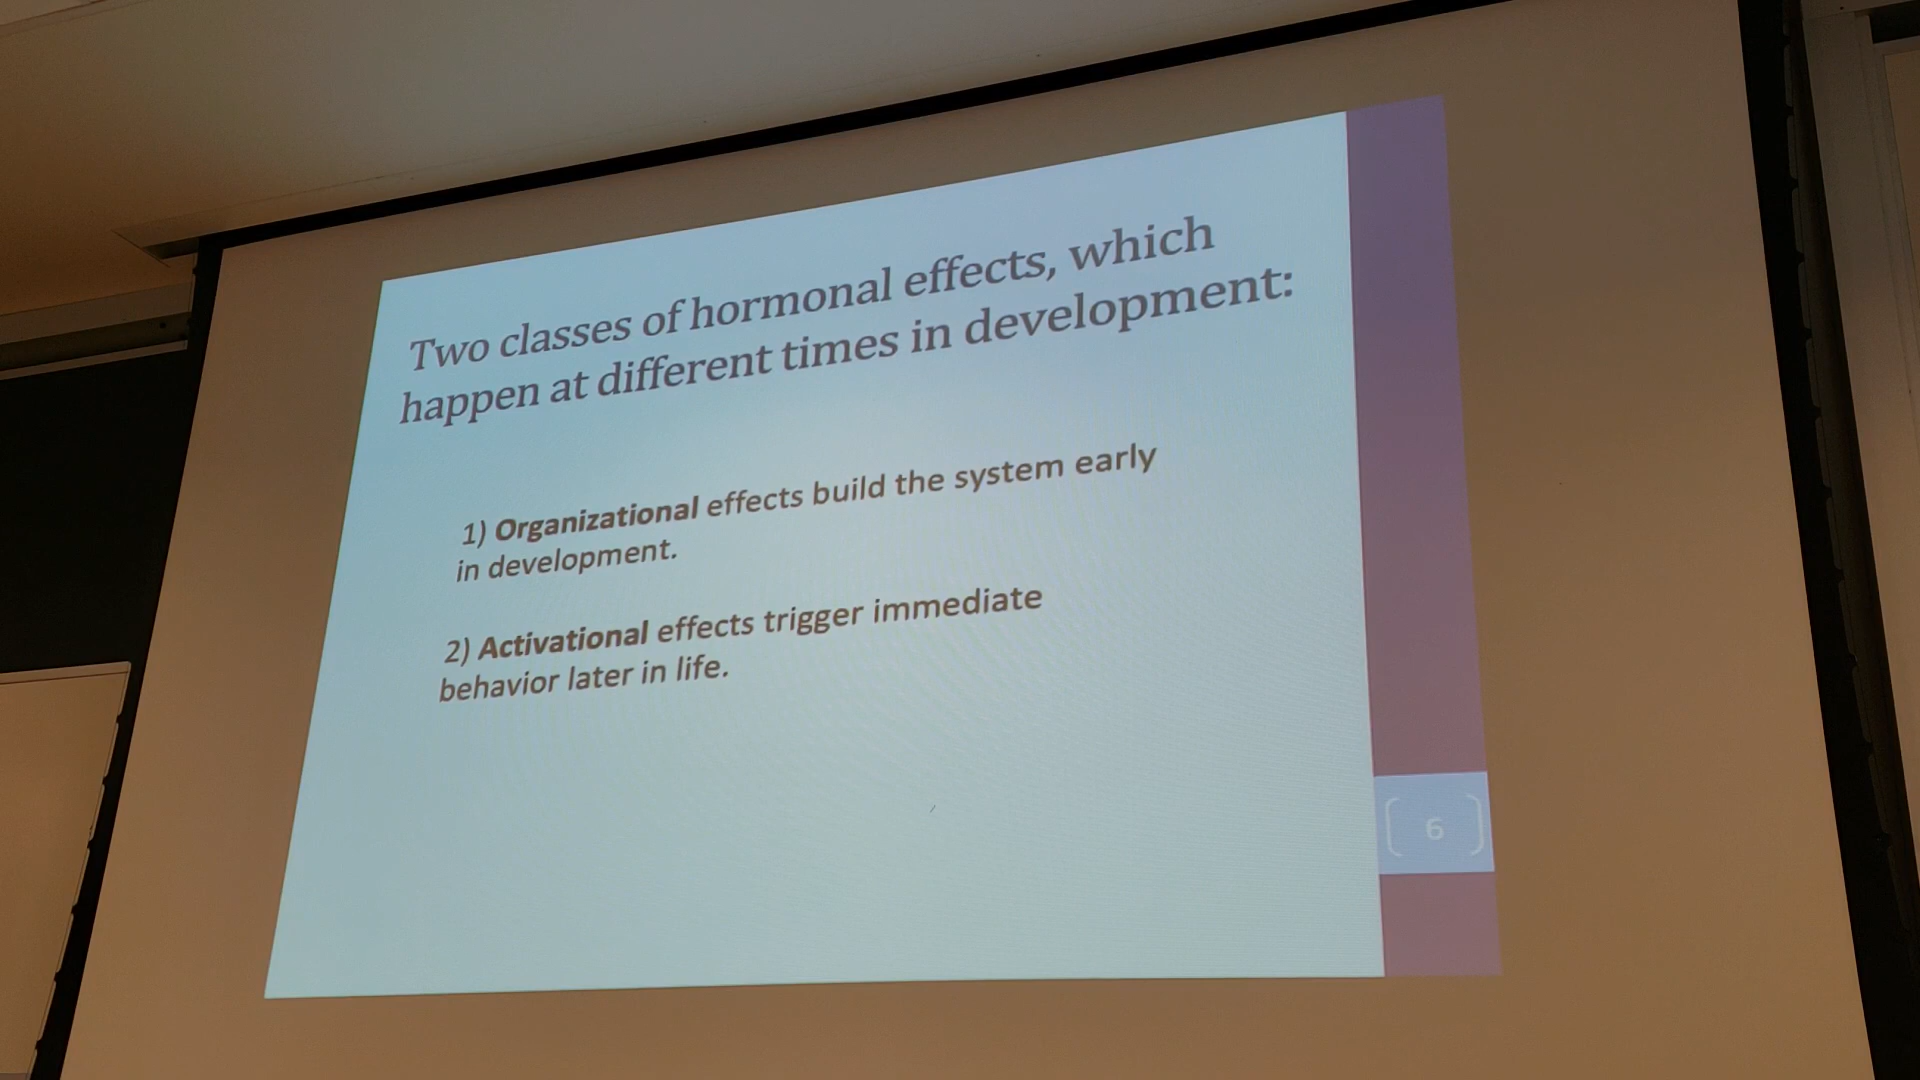 Two classes of hormonal effects, which
happen at different times in development:
1) Organizational effects build the system early
in development.
2) Activational effects trigger immediate
behavior later in life.
[ 6 ]